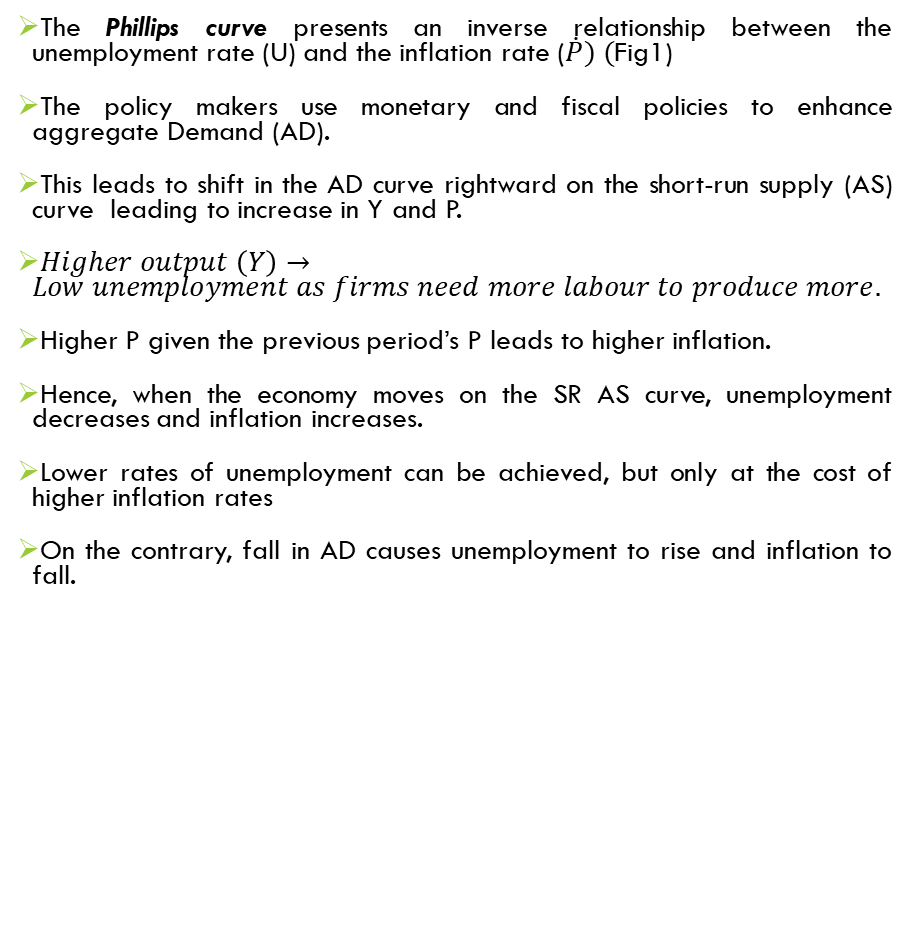 ➢The Phillips curve presents an inverse relationship between the
unemployment rate (U) and the inflation rate (Ṗ) (Fig1)
➢The policy makers use monetary and fiscal policies to enhance
aggregate Demand (AD).
➢This leads to shift in the AD curve rightward on the short-run supply (AS)
curve leading to increase in Y and P.
➢Higher output (Y) →
Low unemployment as firms need more labour to produce more.
➢Higher P given the previous period’s P leads to higher inflation.
➢Hence, when the economy moves on the SR AS curve, unemployment
decreases and inflation increases.
➢Lower rates of unemployment can be achieved, but only at the cost of
higher inflation rates
➢On the contrary, fall in AD causes unemployment to rise and inflation to
fall.